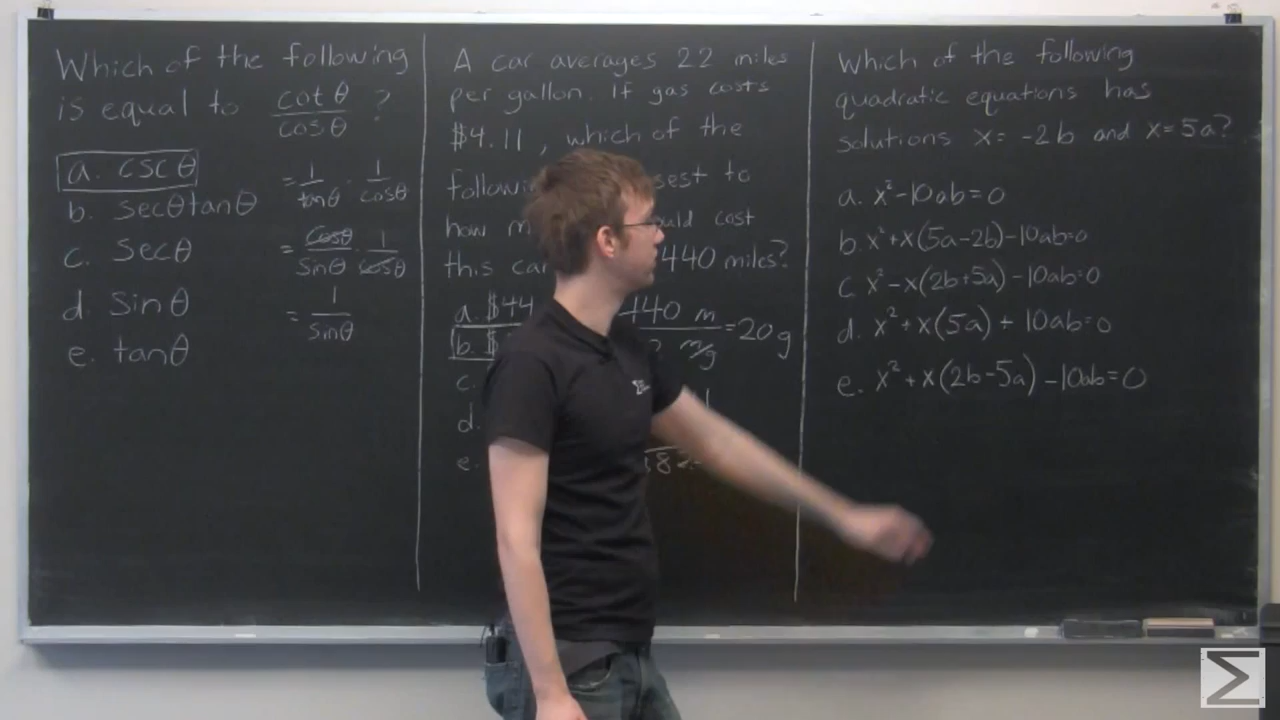 Which of the following
is equal to cotθ/cosθ ?
a. cscθ
b. secθtanθ
c. secθ
d. sinθ
e. tanθ
= 1/tanθ · 1/cosθ
= cosθ/sinθ · 1/cosθ
= 1/sinθ
A car averages 22 miles
per gallon. If gas costs
$4.11 , which of the
to
how cost
this 440 miles?
a. $44
b. $
c.
d.
e.
440 m
m/g =20g
Which of the following
quadratic equations has
solutions x= -2b and x=5a?
a. x²-10ab=0
b. x²+x(5a-2b)-10ab=0
c. x²-x(2b+5a)-10ab=0
d. x²+x(5a)+10ab=0
e. x²+x(2b-5a)-10ab=0
Σ